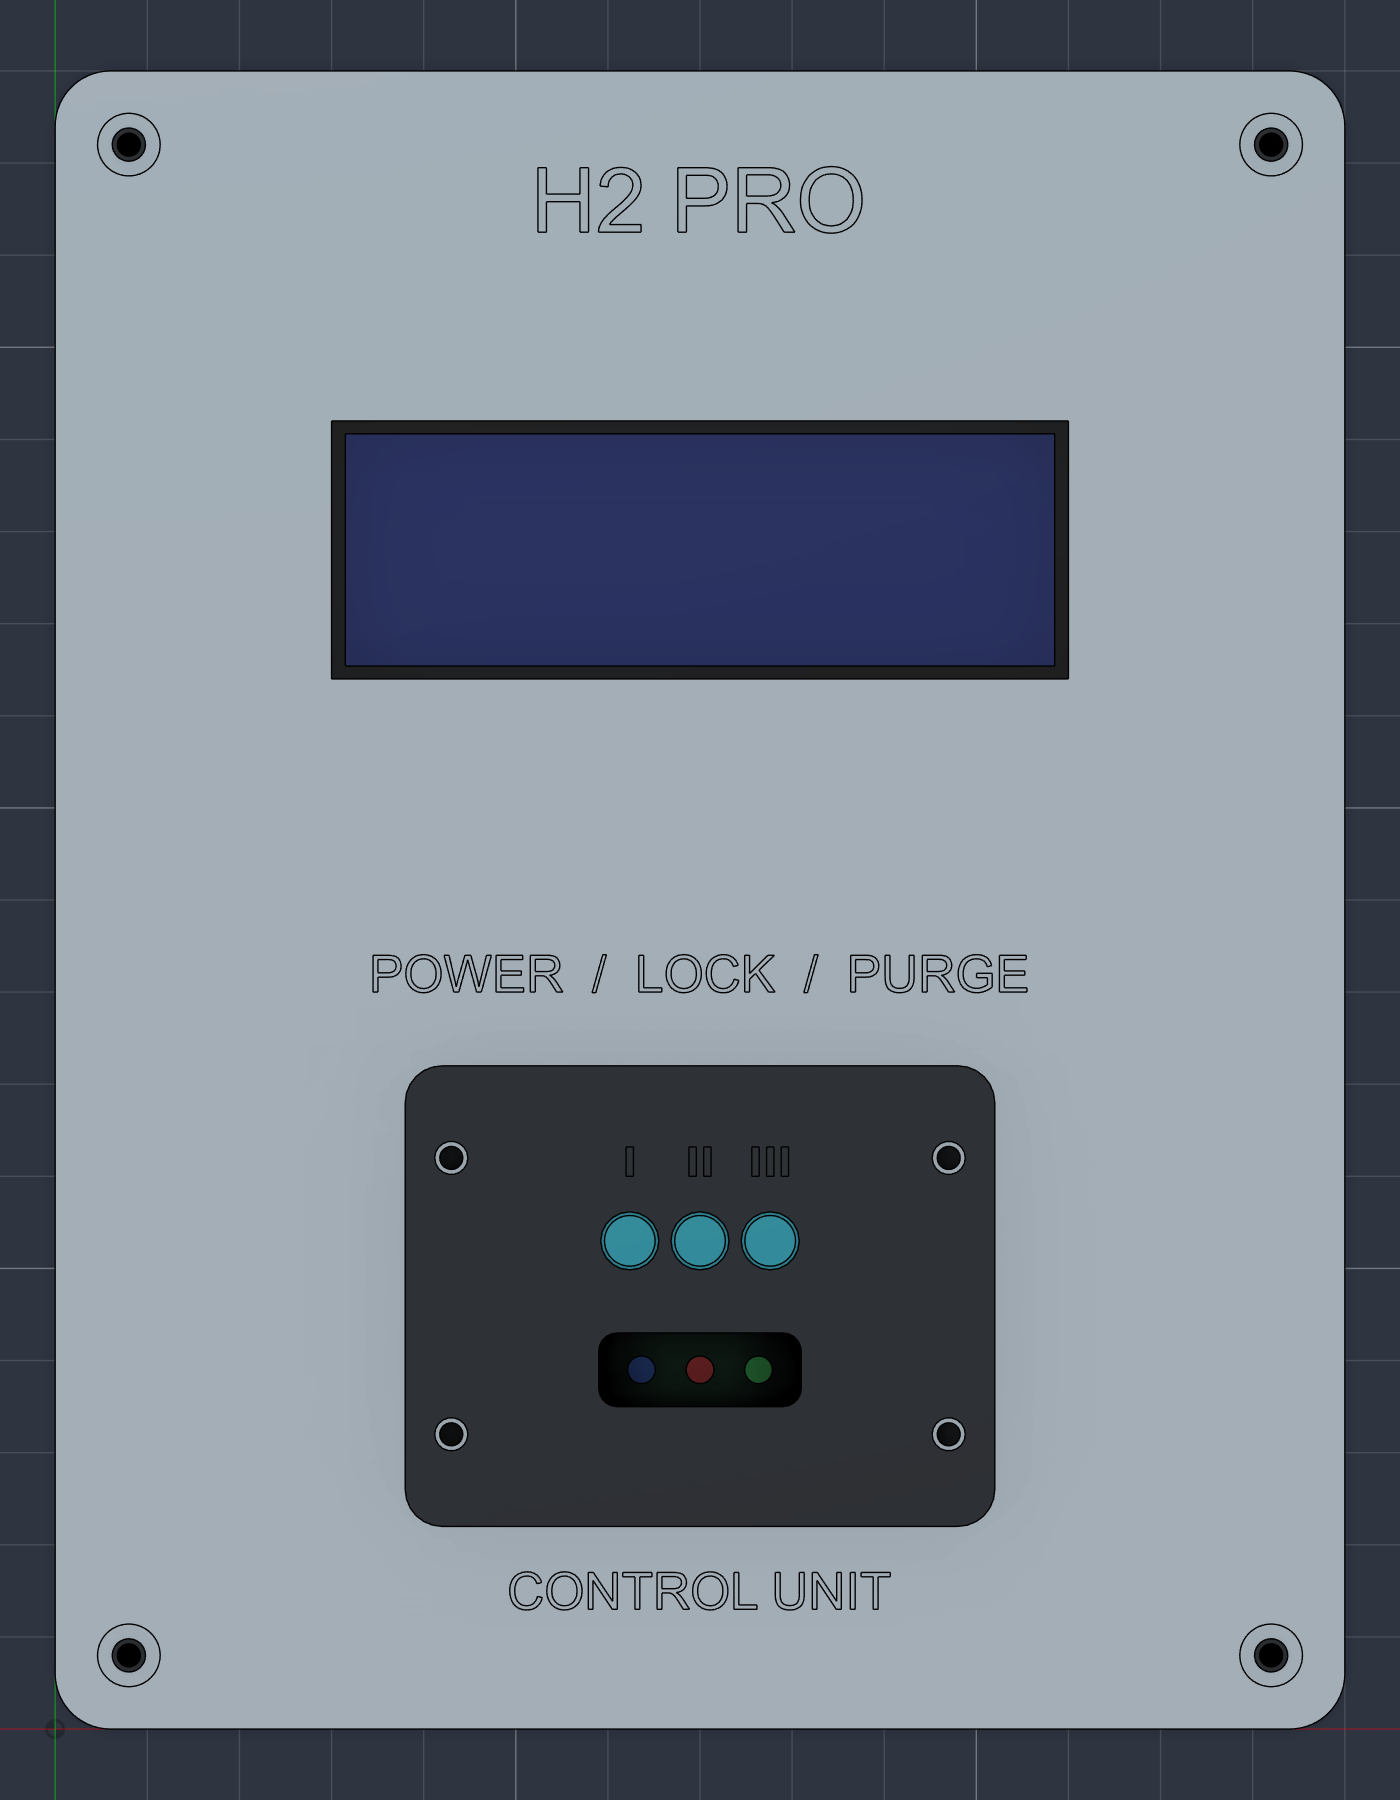 H2 PRO
POWER / LOCK / PURGE
I II III
CONTROL UNIT